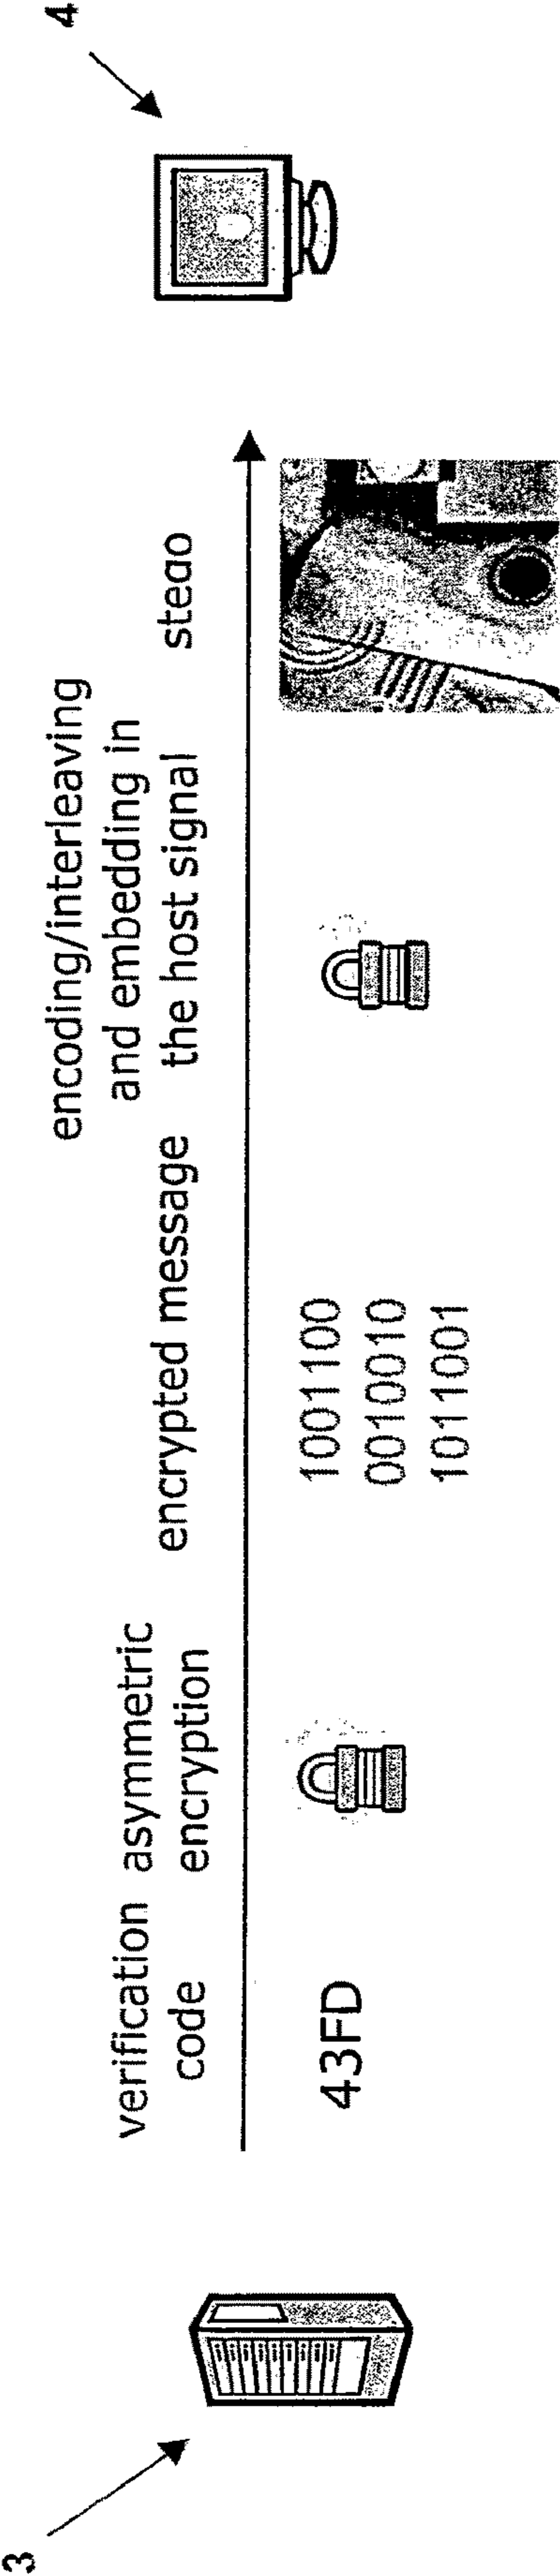 3
verification
code
43FD
asymmetric
encryption
encrypted message
1001100
0010010
1011001
encoding/interleaving
and embedding in
the host signal
stego
4